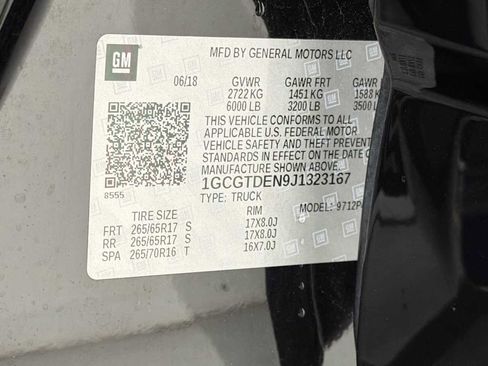 GM
MFD BY GENERAL MOTORS LLC
06/18 GVWR GAWR FRT GAWR
2722 KG 1451 KG 1588 KG
6000 LB 3200 LB 3500 LB
THIS VEHICLE CONFORMS TO ALL
APPLICABLE U.S. FEDERAL MOTOR
VEHICLE SAFETY AND THEFT
STANDARDS IN EFFECT ON THE DATE
MANUFACTURE SHOWN ABOVE.
8555 1GCGTDEN9J1323167
TYPE: TRUCK MODEL:
TIRE SIZE RIM
FRT 265/65R17 S 17X8.0J
RR 265/65R17 S 17X8.0J
SPA 265/70R16 T 16X7.0J